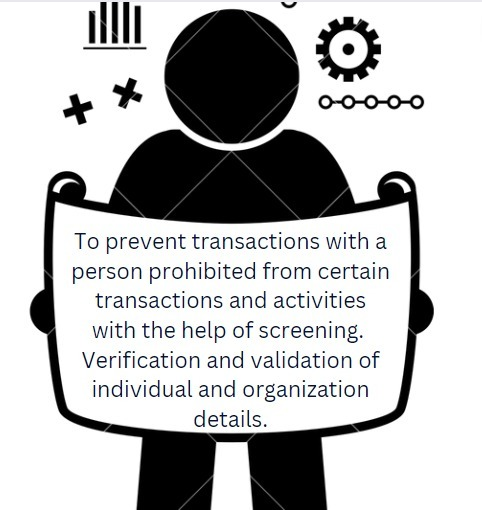 To prevent transactions with a
person prohibited from certain
transactions and activities
with the help of screening.
Verification and validation of
individual and organization
details.